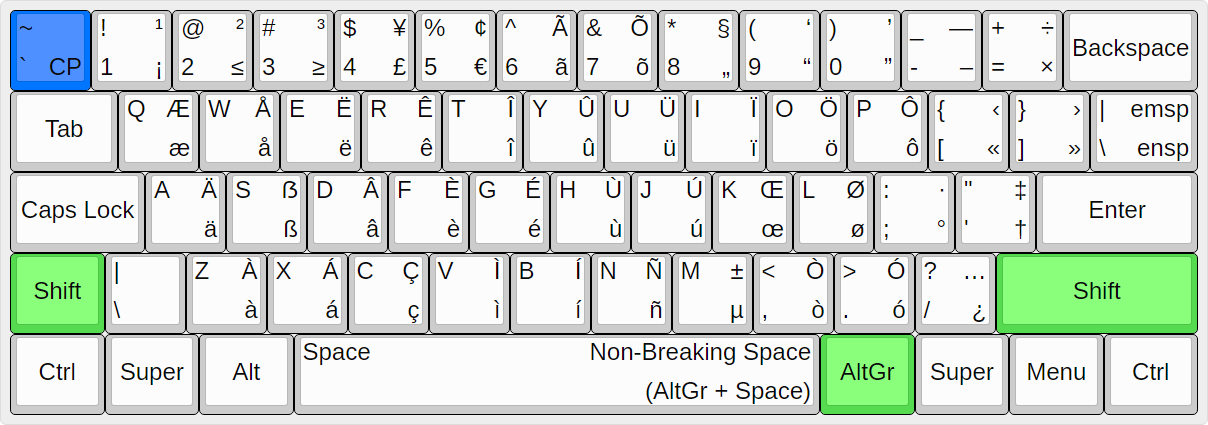 ~ ! ¹ @ ² # ³ $ ¥ % ¢ ^ Ã & Õ * § ( ‘ ) ’ _ — + ÷ Backspace
` CP 1 ¡ 2 ≤ 3 ≥ 4 £ 5 € 6 ã 7 õ 8 „ 9 “ 0 ” - – = ×
Tab Q Æ W Å E Ë R Ê T Î Y Û U Ü I Ï O Ö P Ô { ‹ } › | emsp
æ å ë ê î û ü ï ö ô [ « ] » \ ensp
Caps Lock A Ä S ẞ D Â F È G É H Ù J Ú K Œ L Ø : · " ‡ Enter
ä ß â è é ù ú œ ø ; ° ' †
Shift | Z À X Á C Ç V Ì B Í N Ñ M ± < Ò > Ó ? … Shift
\ à á ç ì í ñ µ , ò . ó / ¿
Ctrl Super Alt Space Non-Breaking Space AltGr Super Menu Ctrl
(AltGr + Space)